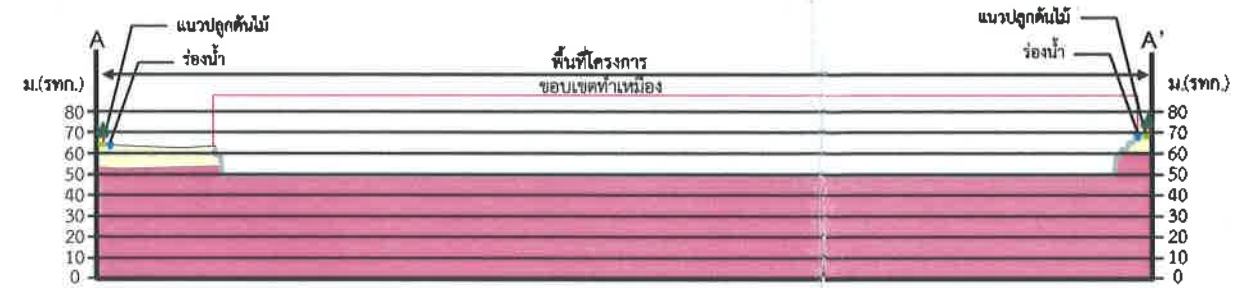 แนวปลูกต้นไม้
แนวปลูกต้นไม้
A
A'
ร่องน้ำ
ร่องน้ำ
พื้นที่โครงการ
ม.(รทก.)
ม.(รทก.)
ขอบเขตทำเหมือง
80
80
70
70
60
60
50
50
40
40
30
30
20
20
10
10
0
0